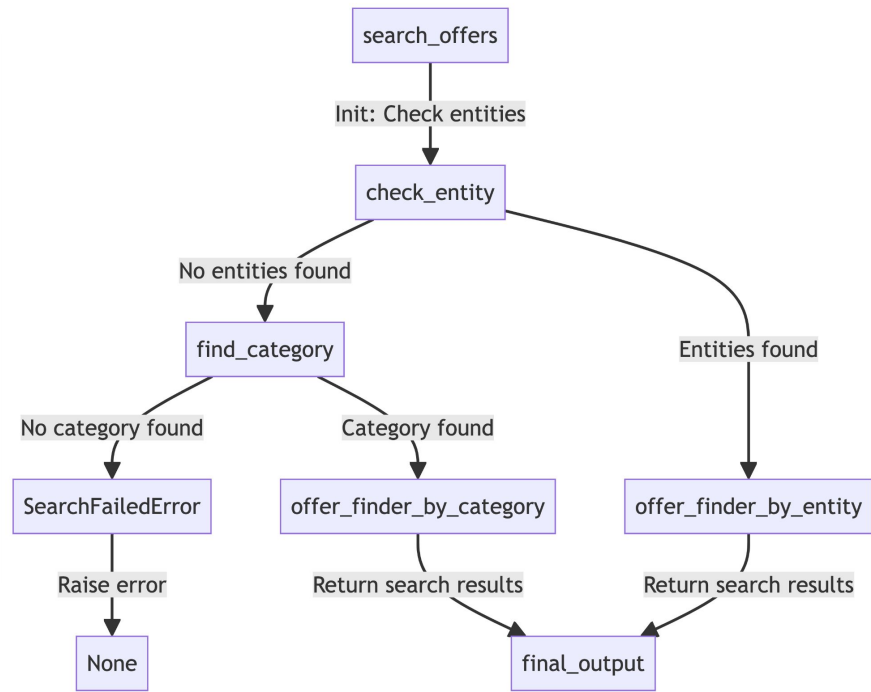 search_offers
Init: Check entities
check_entity
No entities found
find_category
Entities found
No category found
Category found
SearchFailedError
offer_finder_by_category
offer_finder_by_entity
Raise error
Return search results
Return search results
None
final_output